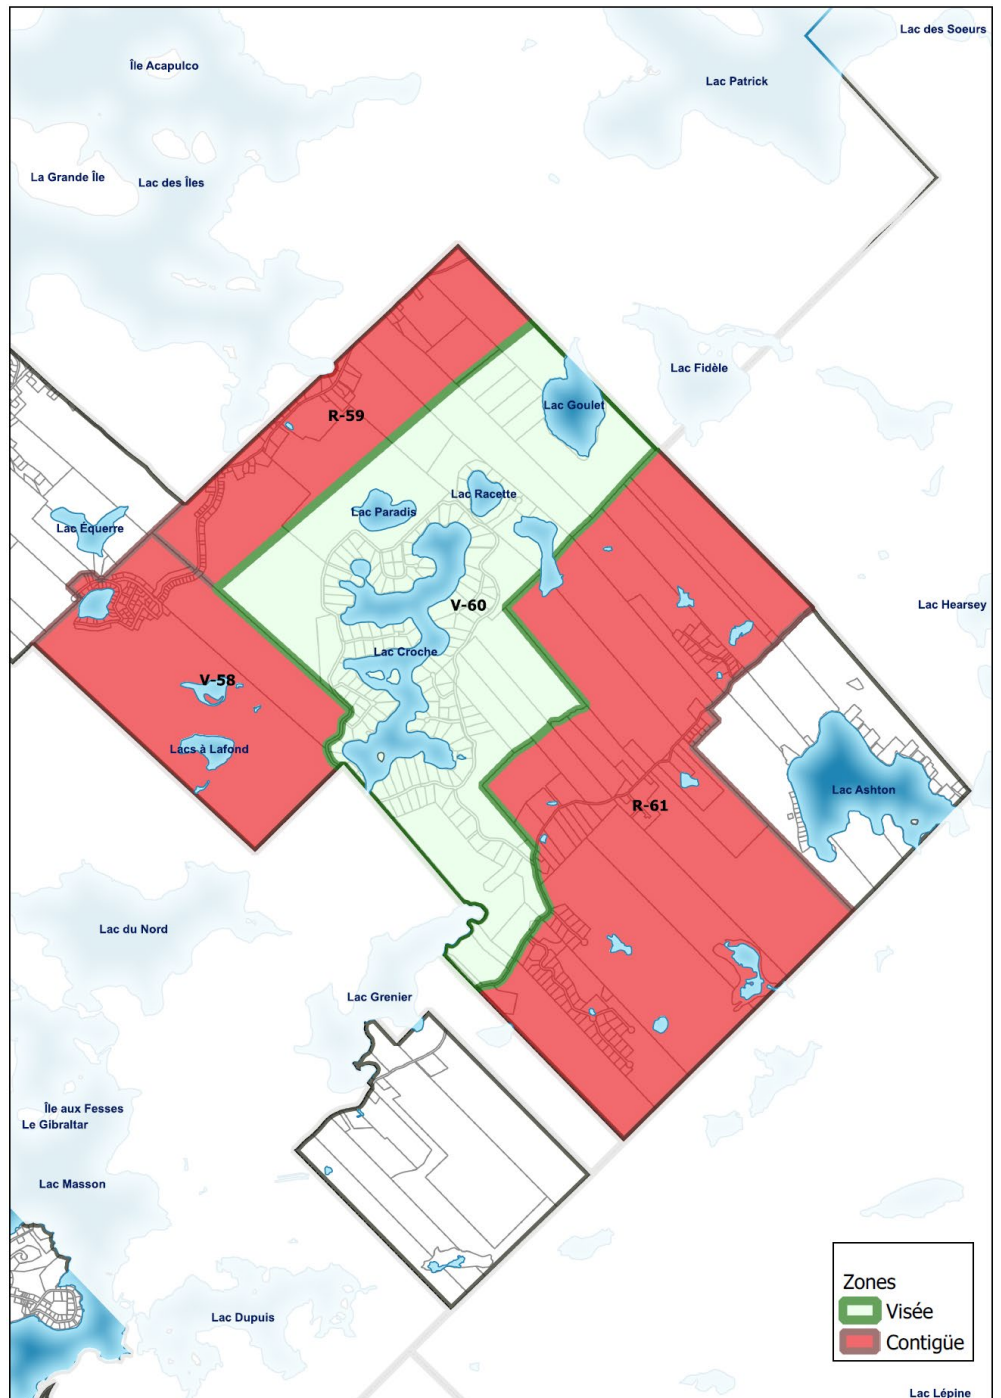 Lac des Soeurs
Île Acapulco
Lac Patrick
La Grande Île
Lac des Îles
Lac Fidèle
Lac Goulet
R-59
Lac Racette
Lac Paradis
Lac Équerre
V-60
Lac Hearsey
Lac Croche
V-58
Lacs à Lafond
Lac Ashton
R-61
Lac du Nord
Lac Grenier
Île aux Fesses
Le Gibraltar
Lac Masson
Zones
Visée
Contigüe
Lac Dupuis
Lac Lépine